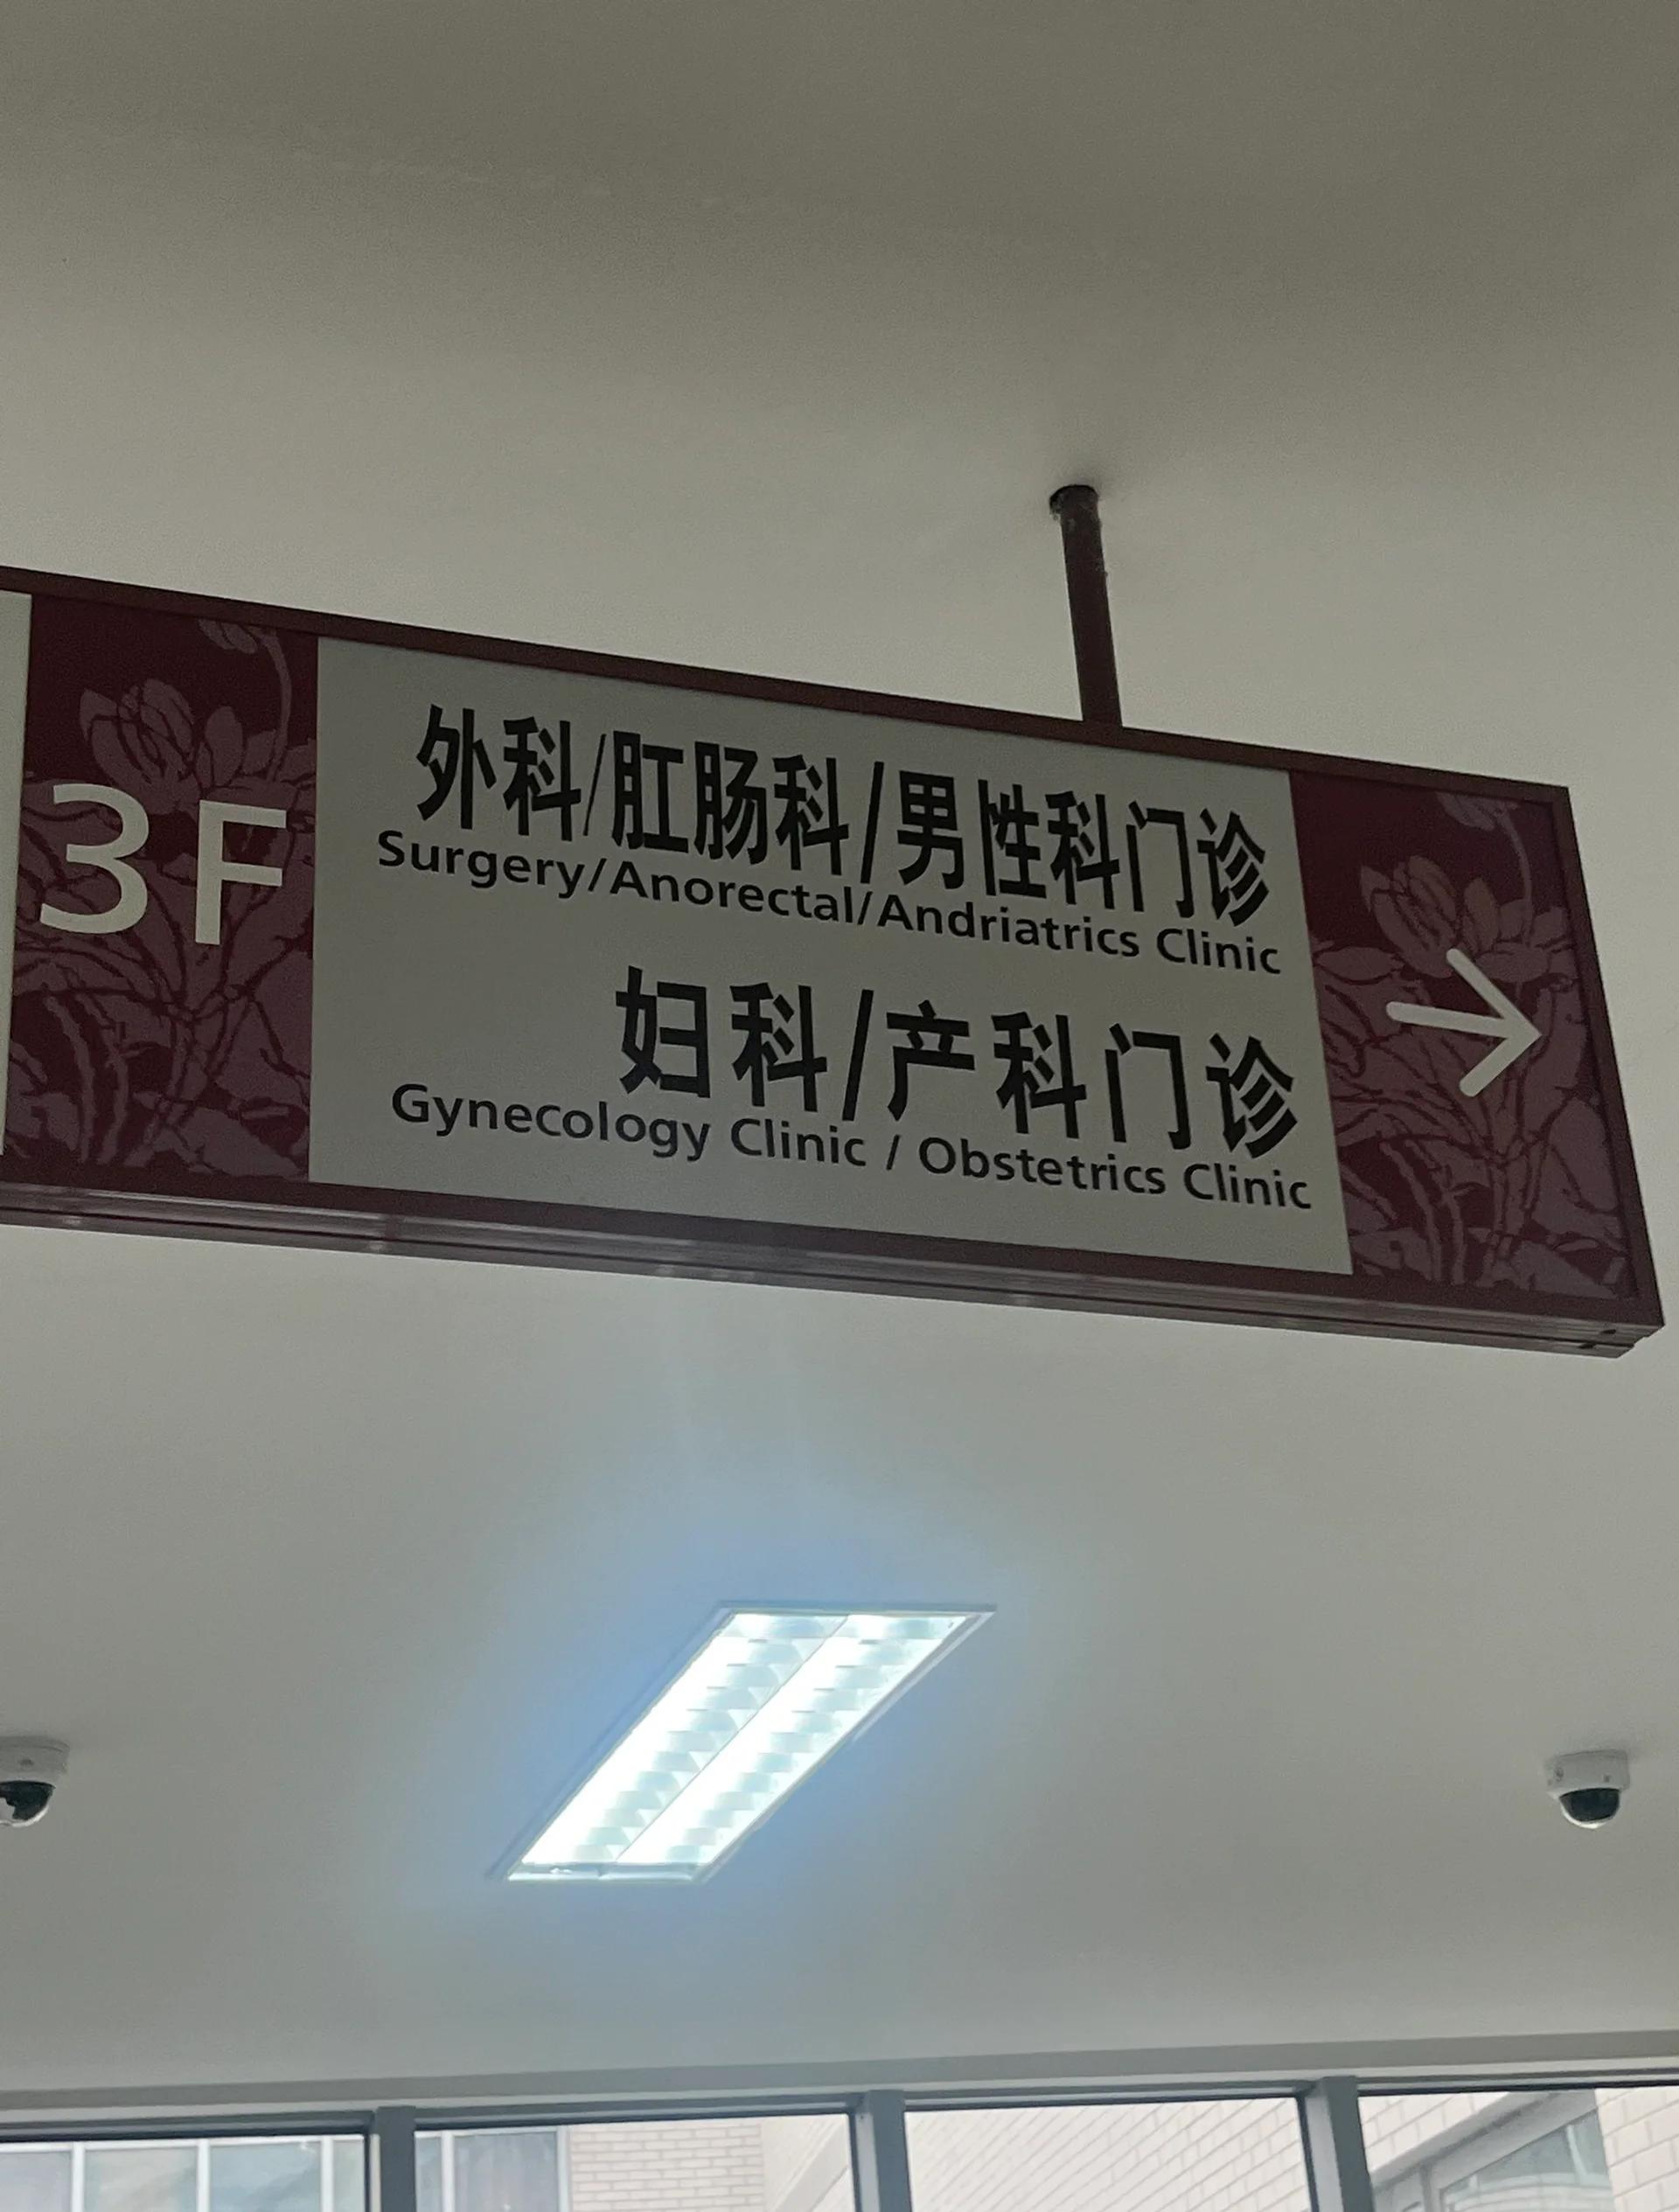 3F
外科/肛肠科/男性科门诊
Surgery/Anorectal/Andriatrics Clinic
妇科/产科门诊
Gynecology Clinic / Obstetrics Clinic